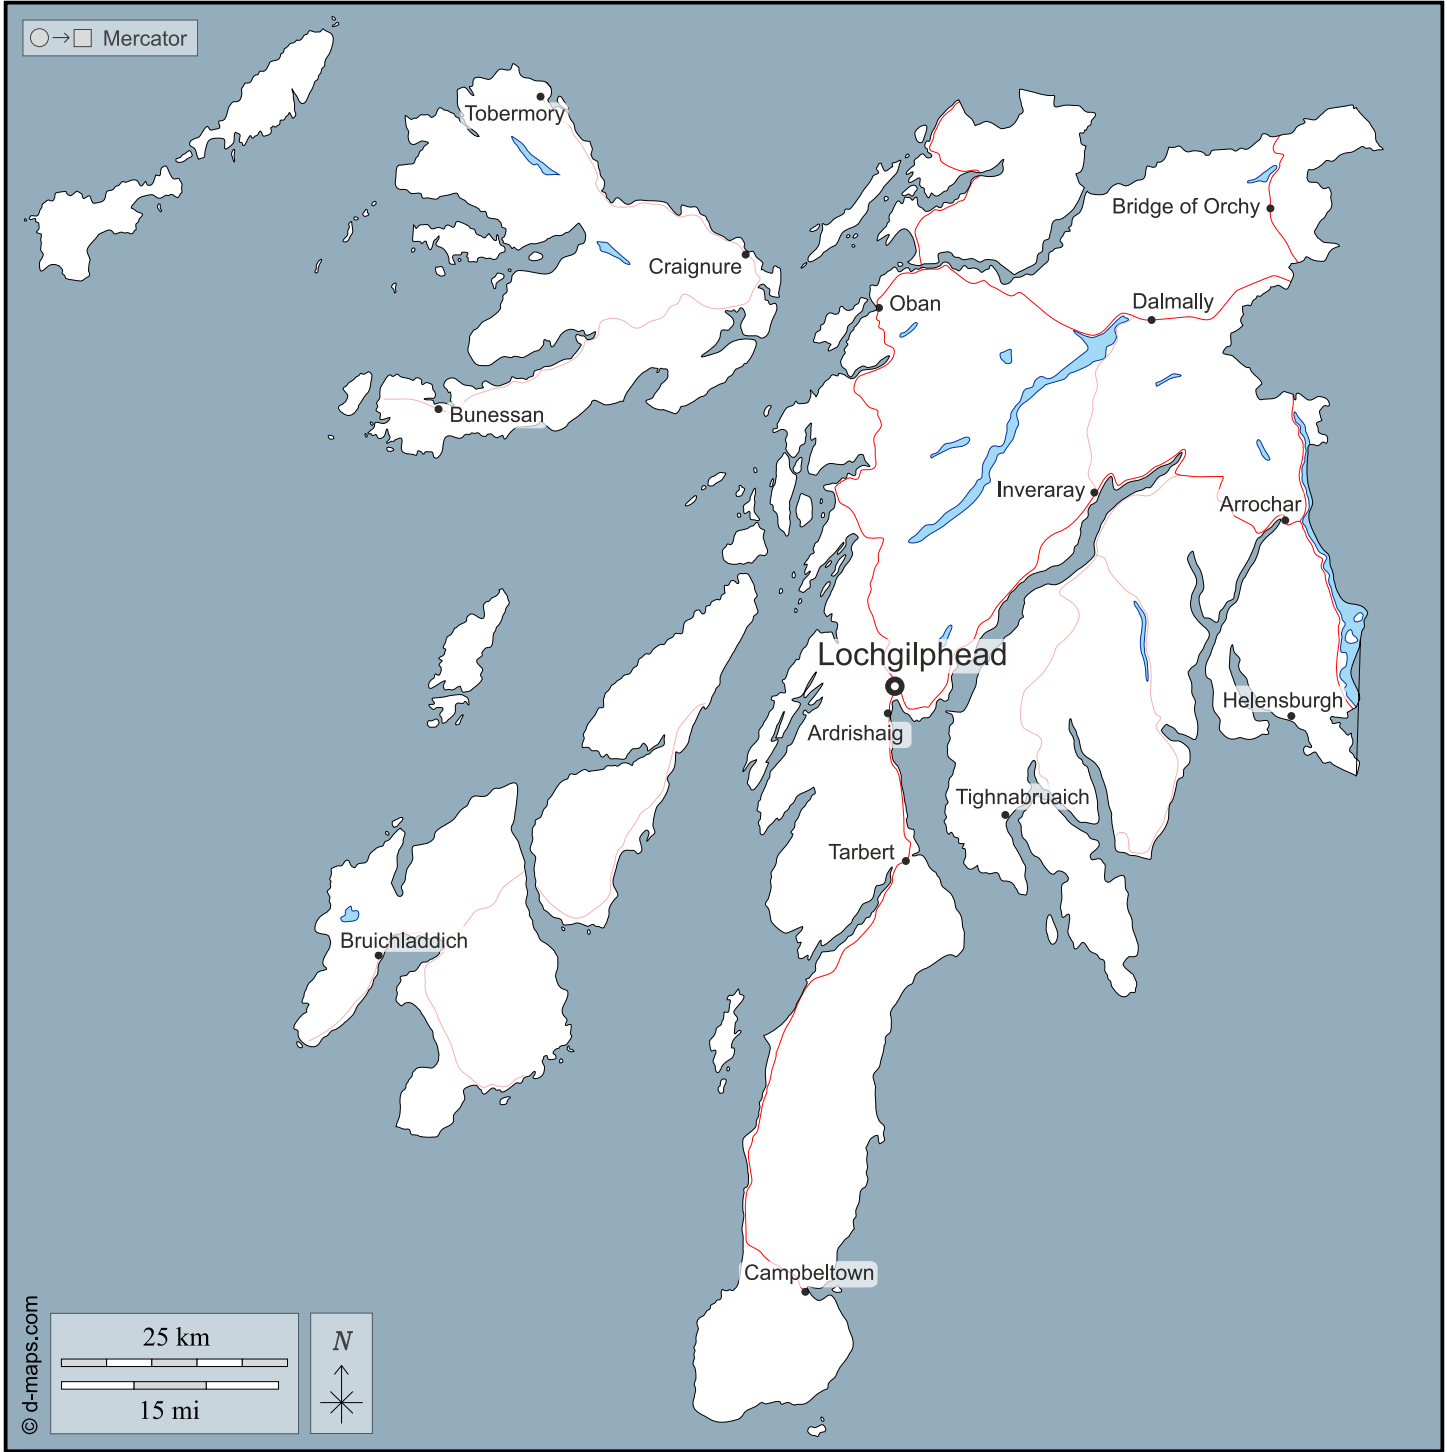 Mercator
Tobermory
Bridge of Orchy
Craignure
Oban
Dalmally
Bunessan
Inveraray
Arrochar
Lochgilphead
Helensburgh
Ardrishaig
Tighnabruaich
Tarbert
Bruichladdich
Campbeltown
25 km
15 mi
N
© d-maps.com